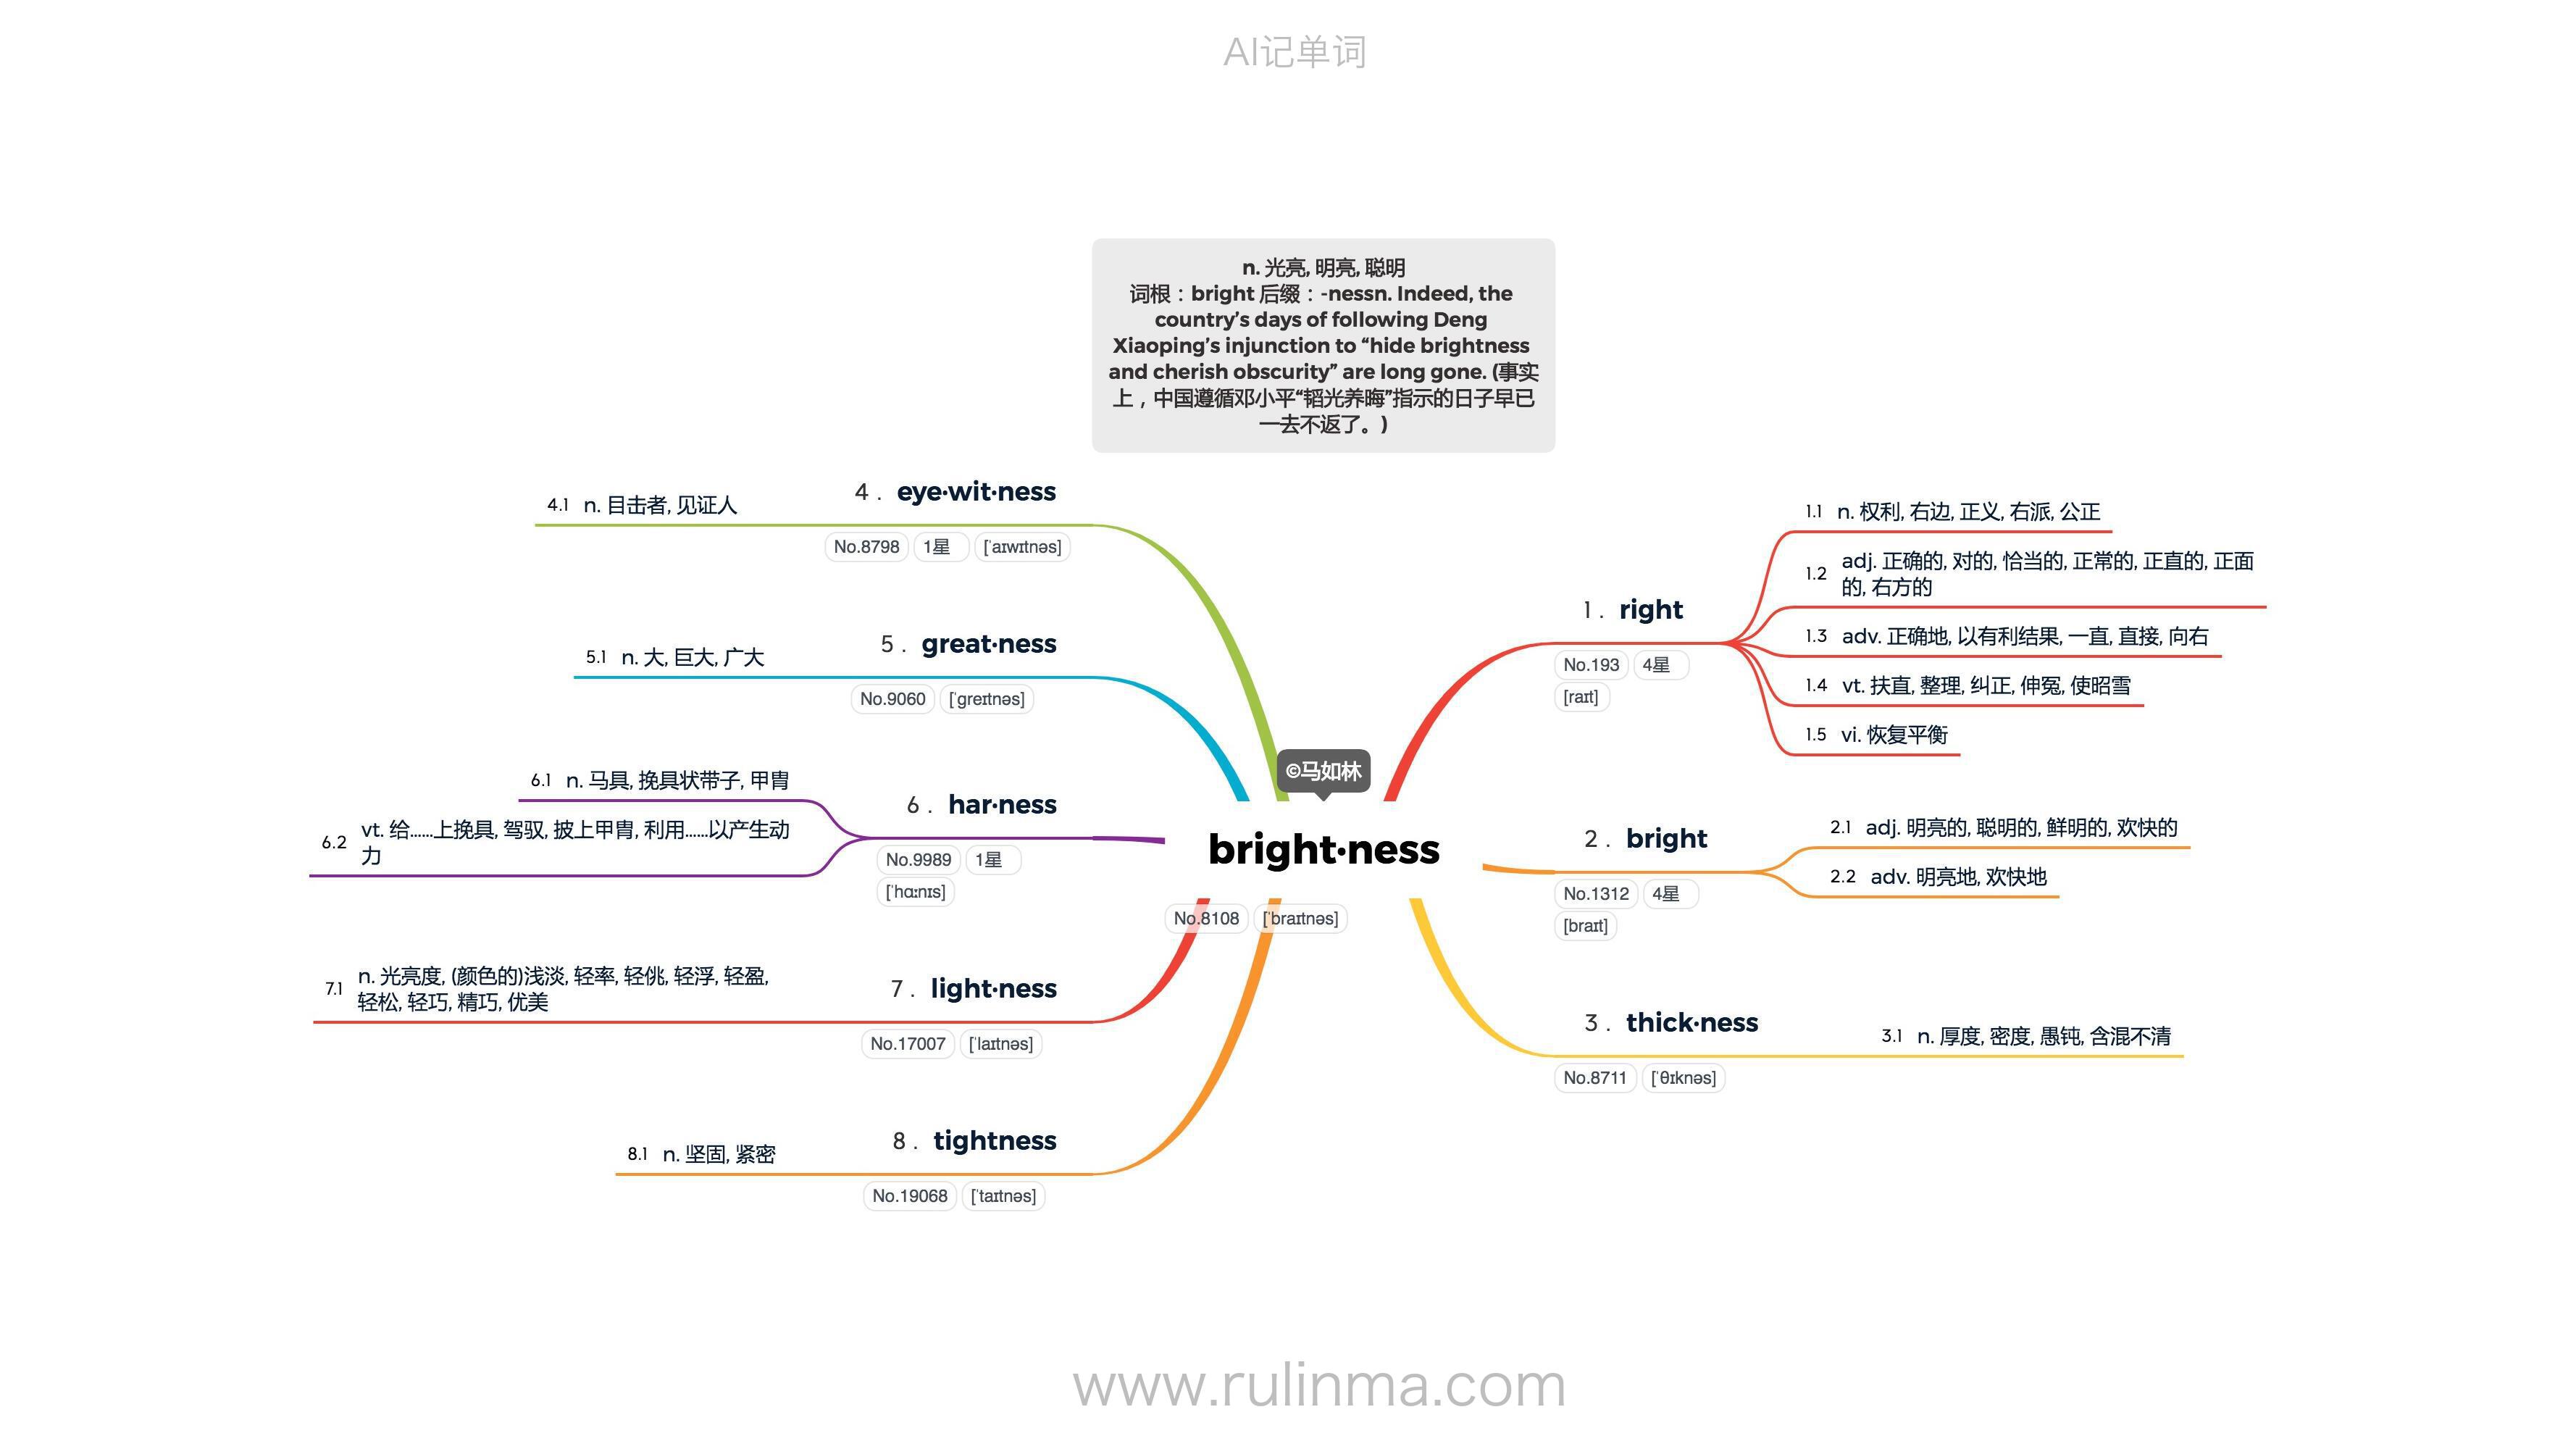 AI记单词
n. 光亮, 明亮, 聪明
词根：bright 后缀：-nessn. Indeed, the
country’s days of following Deng
Xiaoping’s injunction to “hide brightness
and cherish obscurity” are long gone. (事实
上，中国遵循邓小平“韬光养晦”指示的日子早已
一去不返了。)
©马如林
bright·ness
No.8108 [ˈbraɪtnəs]
1. right
No.193 4星
[raɪt]
1.1 n. 权利, 右边, 正义, 右派, 公正
1.2 adj. 正确的, 对的, 恰当的, 正常的, 正直的, 正面
的, 右方的
1.3 adv. 正确地, 以有利结果, 一直, 直接, 向右
1.4 vt. 扶直, 整理, 纠正, 伸冤, 使昭雪
1.5 vi. 恢复平衡
2. bright
No.1312 4星
[braɪt]
2.1 adj. 明亮的, 聪明的, 鲜明的, 欢快的
2.2 adv. 明亮地, 欢快地
3. thick·ness
No.8711 [ˈθɪknəs]
3.1 n. 厚度, 密度, 愚钝, 含混不清
4. eye·wit·ness
No.8798 1星 [ˈaɪwɪtnəs]
4.1 n. 目击者, 见证人
5. great·ness
No.9060 [ˈɡreɪtnəs]
5.1 n. 大, 巨大, 广大
6. har·ness
No.9989 1星
[ˈhɑːnɪs]
6.1 n. 马具, 挽具状带子, 甲胄
6.2 vt. 给......上挽具, 驾驭, 披上甲胄, 利用......以产生动
力
7. light·ness
No.17007 [ˈlaɪtnəs]
7.1 n. 光亮度, (颜色的)浅淡, 轻率, 轻佻, 轻浮, 轻盈,
轻松, 轻巧, 精巧, 优美
8. tightness
No.19068 [ˈtaɪtnəs]
8.1 n. 坚固, 紧密
www.rulinma.com